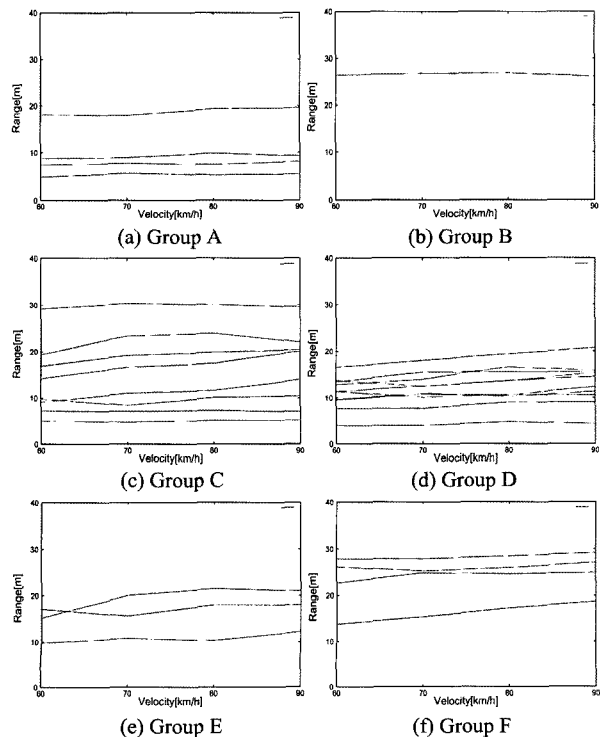 40
30
20
10
0
60 70 80 90
Range[m]
Velocity[km/h]
(a) Group A
40
30
20
10
0
60 70 80 90
Range[m]
Velocity[km/h]
(b) Group B
40
30
20
10
0
60 70 80 90
Range[m]
Velocity[km/h]
(c) Group C
40
30
20
10
0
60 70 80 90
Range[m]
Velocity[km/h]
(d) Group D
40
30
20
10
0
60 70 80 90
Range[m]
Velocity[km/h]
(e) Group E
40
30
20
10
0
60 70 80 90
Range[m]
Velocity[km/h]
(f) Group F